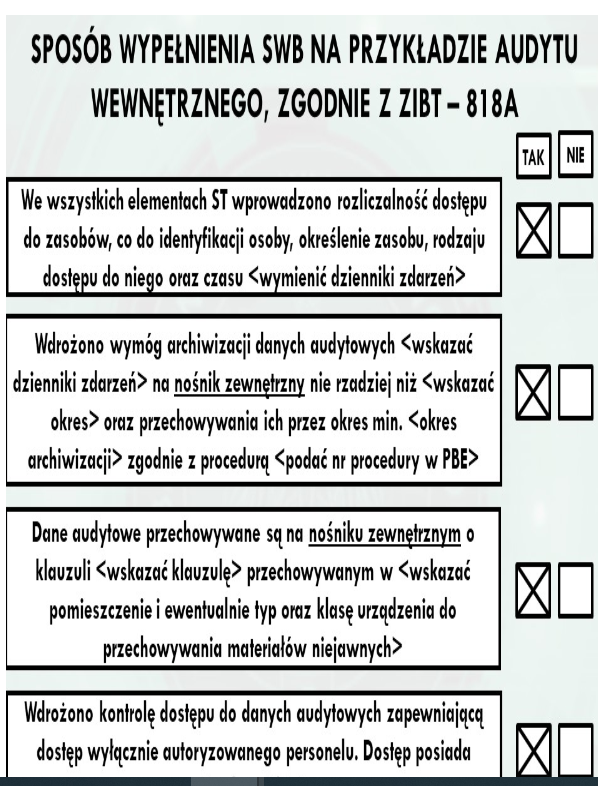 SPOSÓB WYPEŁNIENIA SWB NA PRZYKŁADZIE AUDYTU
WEWNĘTRZNEGO, ZGODNIE Z ZIBT – 818A
TAK NIE
We wszystkich elementach ST wprowadzono rozliczalność dostępu
do zasobów, co do identyfikacji osoby, określenie zasobu, rodzaju
dostępu do niego oraz czasu <wymienić dzienniki zdarzeń>
Wdrożono wymóg archiwizacji danych audytowych <wskazać
dzienniki zdarzeń> na nośnik zewnętrzny nie rzadziej niż <wskazać
okres> oraz przechowywania ich przez okres min. <okres
archiwizacji> zgodnie z procedurą <podać nr procedury w PBE>
Dane audytowe przechowywane są na nośniku zewnętrznym o
klauzuli <wskazać klauzulę> przechowywanym w <wskazać
pomieszczenie i ewentualnie typ oraz klasę urządzenia do
przechowywania materiałów niejawnych>
Wdrożono kontrolę dostępu do danych audytowych zapewniającą
dostęp wyłącznie autoryzowanego personelu. Dostęp posiada